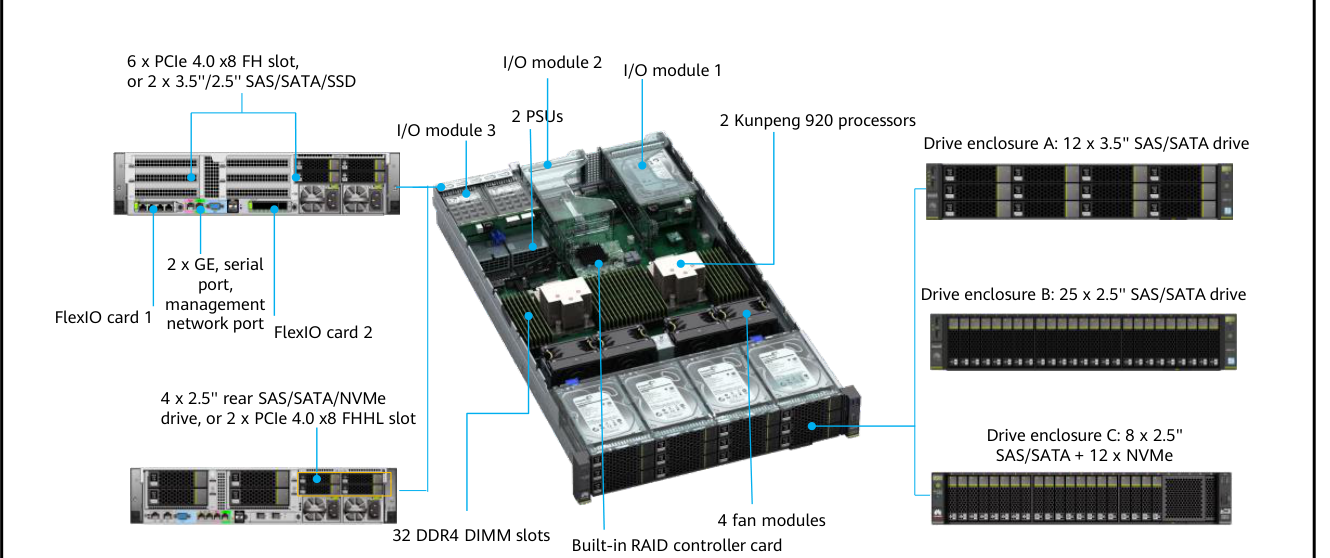 6 x PCIe 4.0 x8 FH slot,
or 2 x 3.5''/2.5'' SAS/SATA/SSD
I/O module 3
I/O module 2
I/O module 1
2 PSUs
2 Kunpeng 920 processors
Drive enclosure A: 12 x 3.5" SAS/SATA drive
FlexIO card 1
2 x GE, serial
port,
management
network port
FlexIO card 2
Drive enclosure B: 25 x 2.5" SAS/SATA drive
4 x 2.5" rear SAS/SATA/NVMe
drive, or 2 x PCIe 4.0 x8 FHHL slot
Drive enclosure C: 8 x 2.5"
SAS/SATA + 12 x NVMe
32 DDR4 DIMM slots
Built-in RAID controller card
4 fan modules